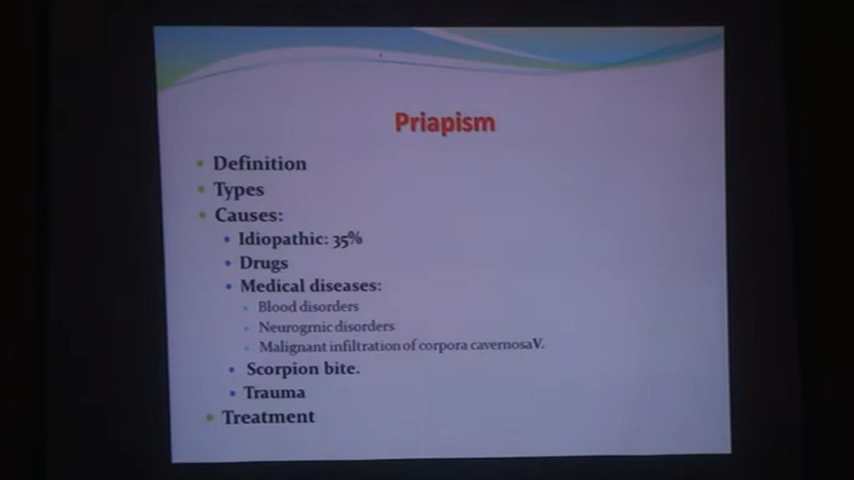 Priapism
Definition
Types
Causes:
Idiopathic: 35%
Drugs
Medical diseases:
Blood disorders
Neurogrnic disorders
Malignant infiltration of corpora cavernosaV.
Scorpion bite.
Trauma
Treatment